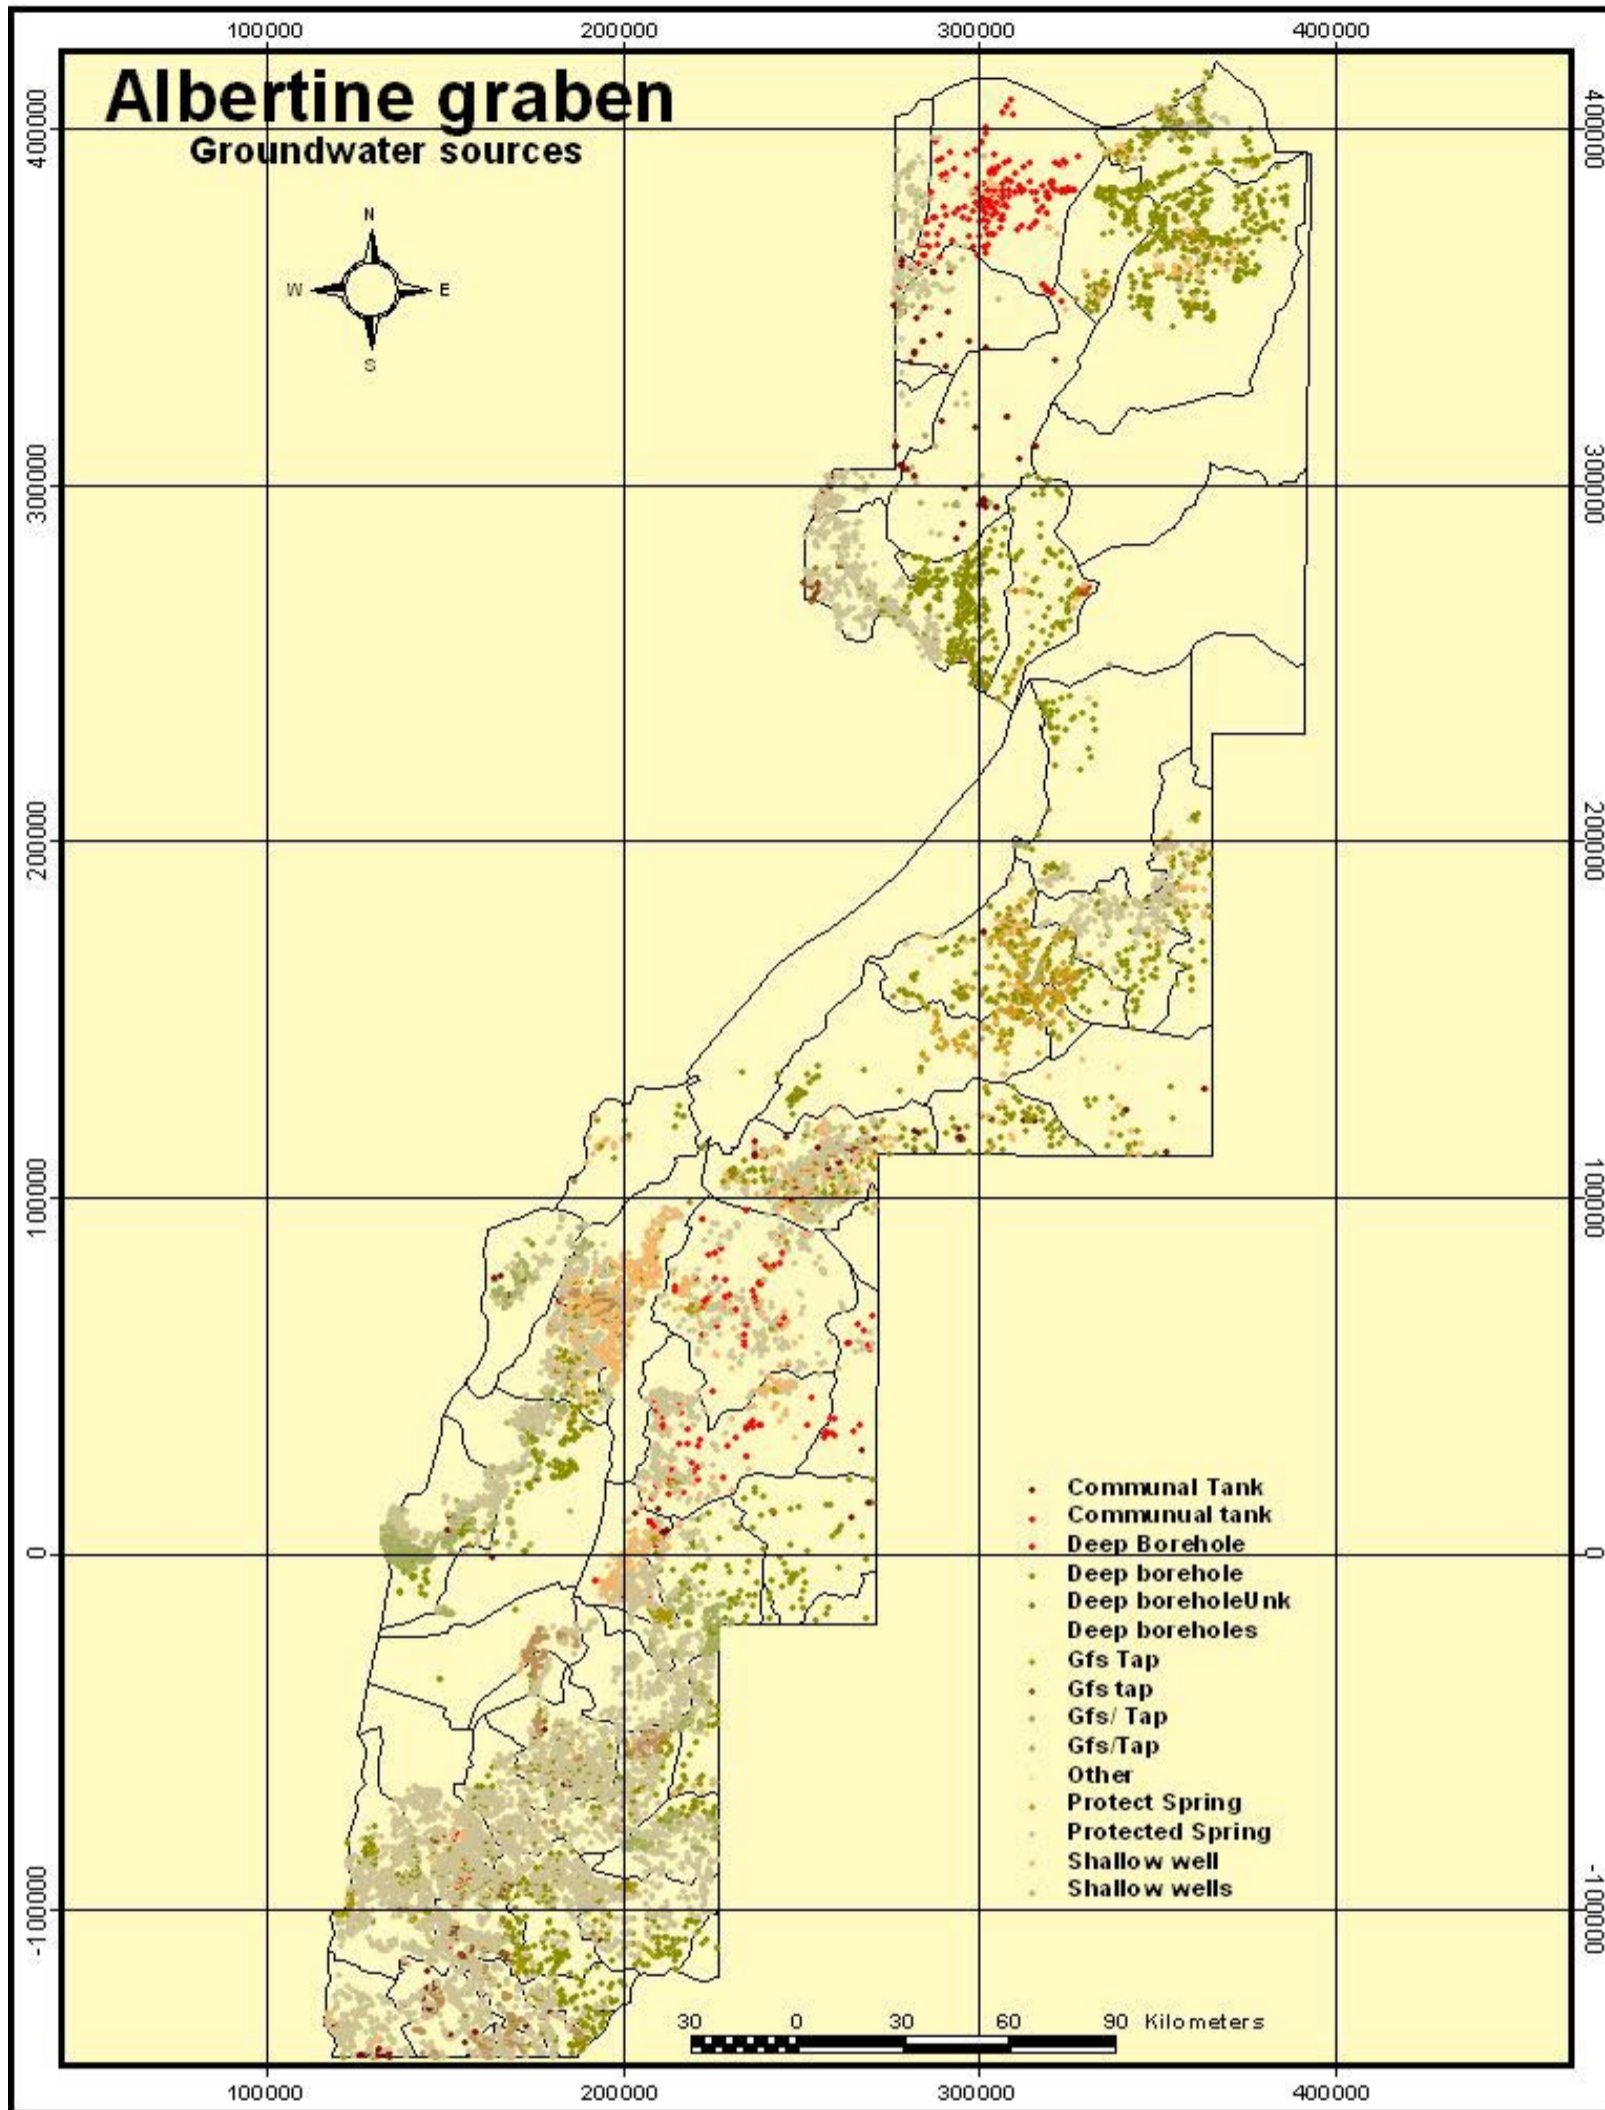 100000 200000 300000 400000
Albertine graben
Groundwater sources
N
W E
S
400000 400000
300000 300000
200000 200000
100000 100000
0 0
-100000 -100000
Communal Tank
Communual tank
Deep Borehole
Deep borehole
Deep boreholeUnk
Deep boreholes
Gfs Tap
Gfs tap
Gfs/ Tap
Gfs/Tap
Other
Protect Spring
Protected Spring
Shallow well
Shallow wells
30 0 30 60 90 Kilometers
100000 200000 300000 400000